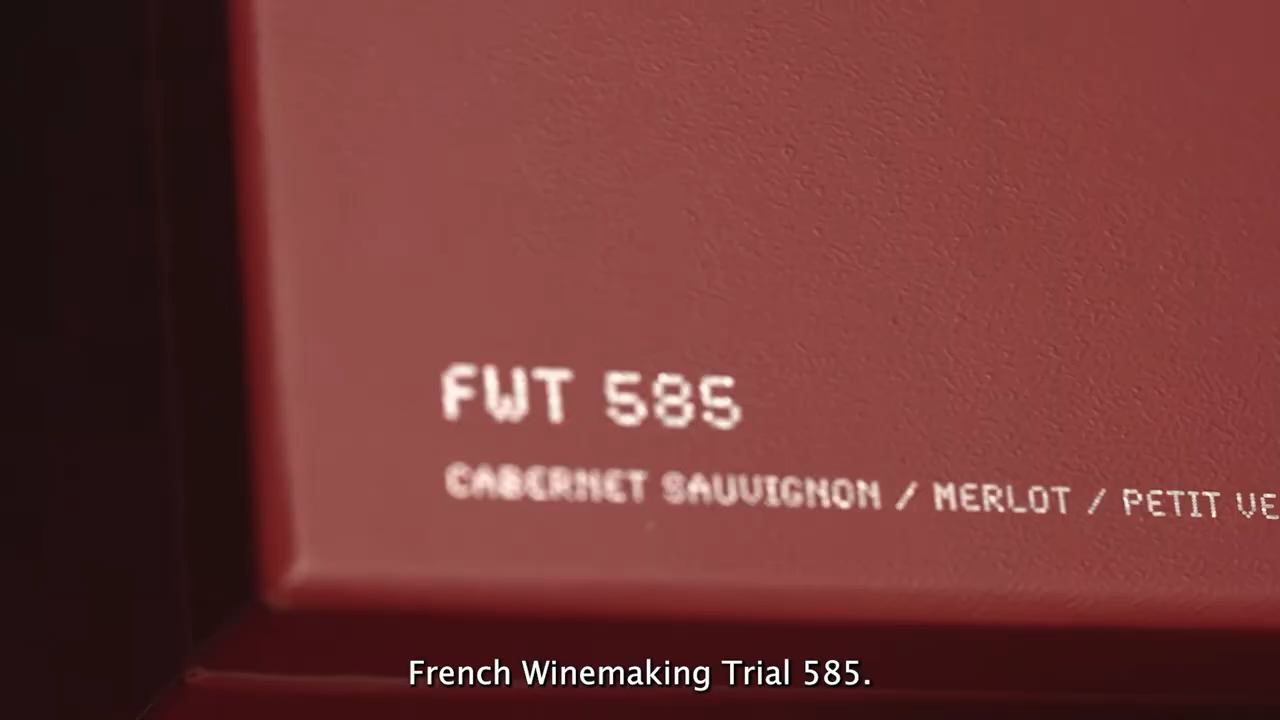 FWT 585
CABERNET SAUVIGNON / MERLOT / PETIT VE
French Winemaking Trial 585.